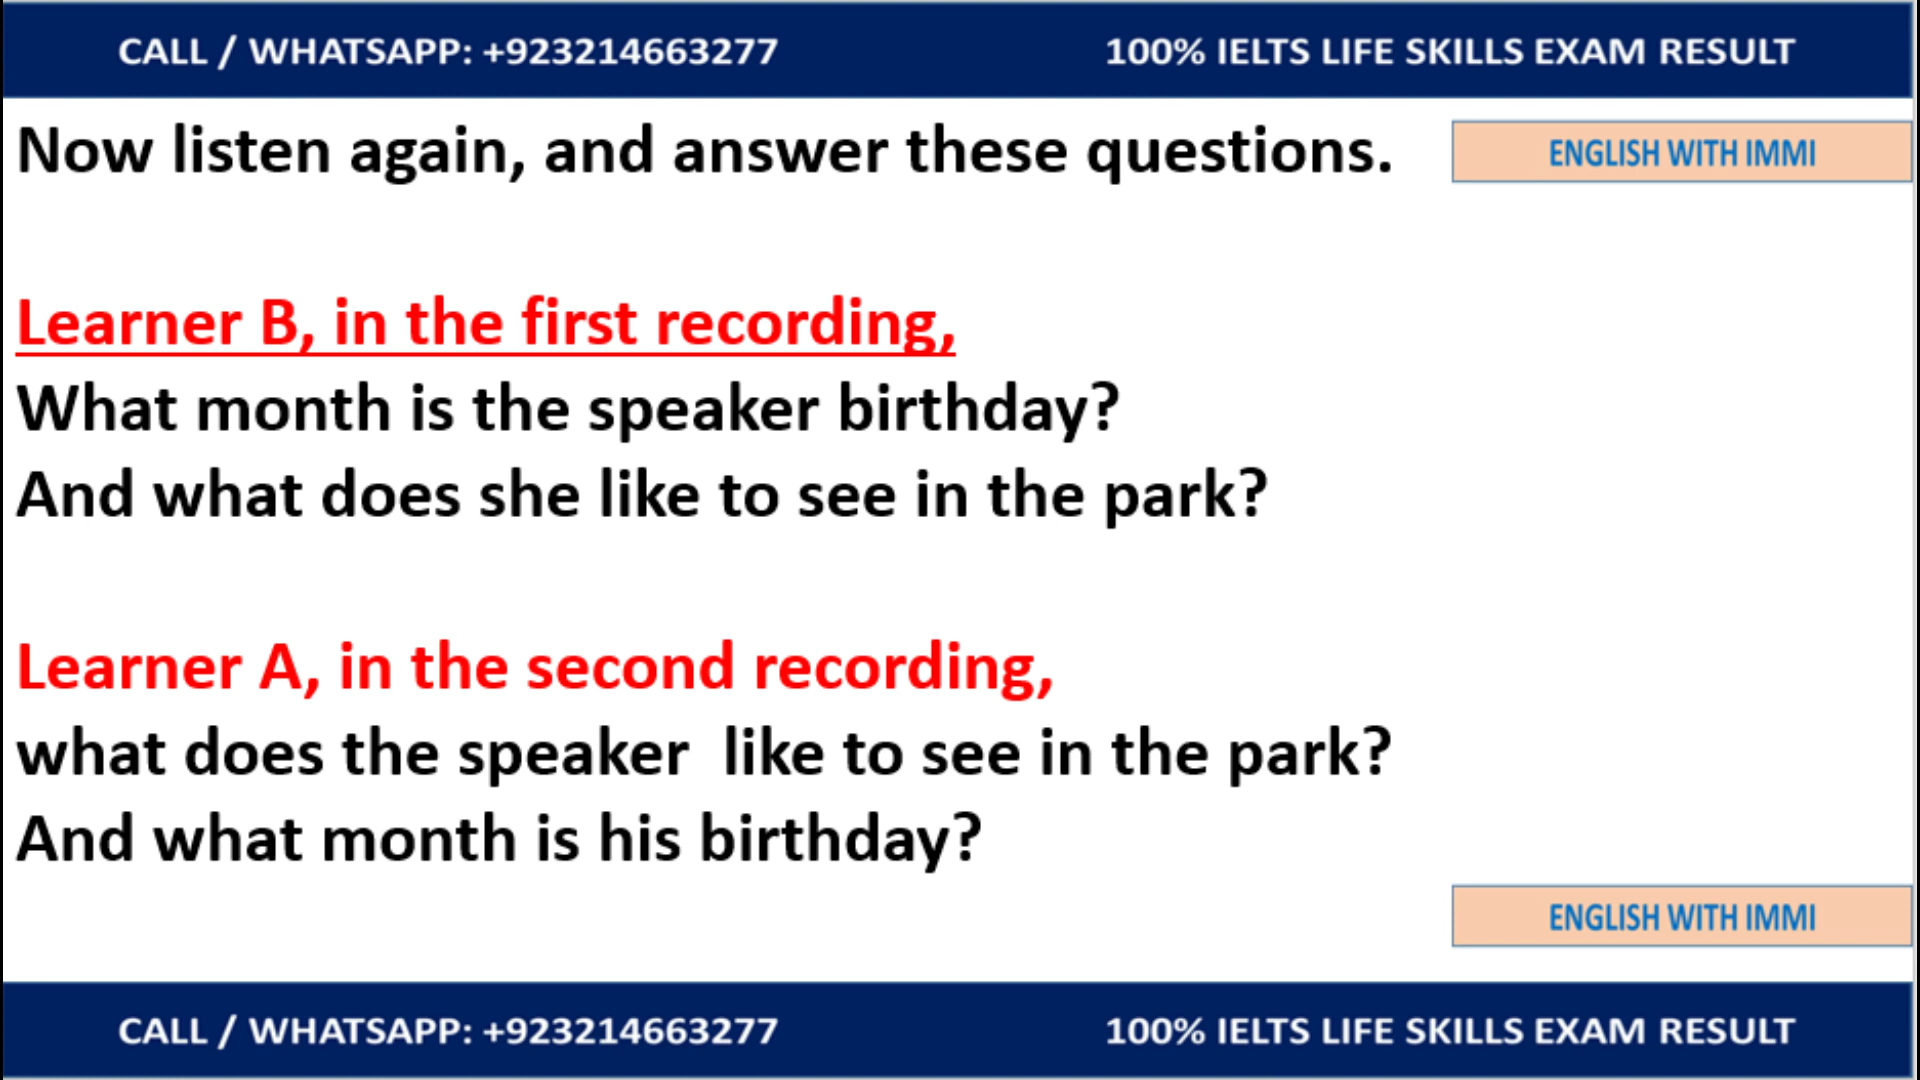 CALL / WHATSAPP: +923214663277 100% IELTS LIFE SKILLS EXAM RESULT
Now listen again, and answer these questions.
ENGLISH WITH IMMI
Learner B, in the first recording,
What month is the speaker birthday?
And what does she like to see in the park?
Learner A, in the second recording,
what does the speaker like to see in the park?
And what month is his birthday?
ENGLISH WITH IMMI
CALL / WHATSAPP: +923214663277 100% IELTS LIFE SKILLS EXAM RESULT